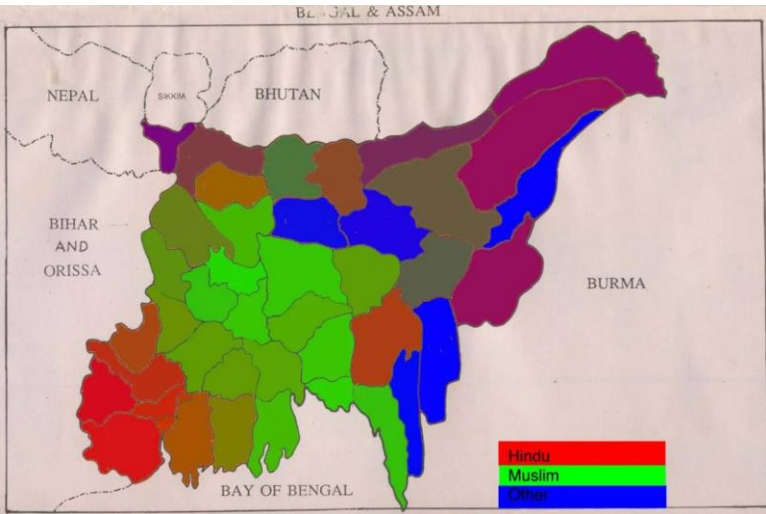 BENGAL & ASSAM
NEPAL
SIKKIM
BHUTAN
BIHAR
AND
ORISSA
BURMA
BAY OF BENGAL
Hindu
Muslim
Other